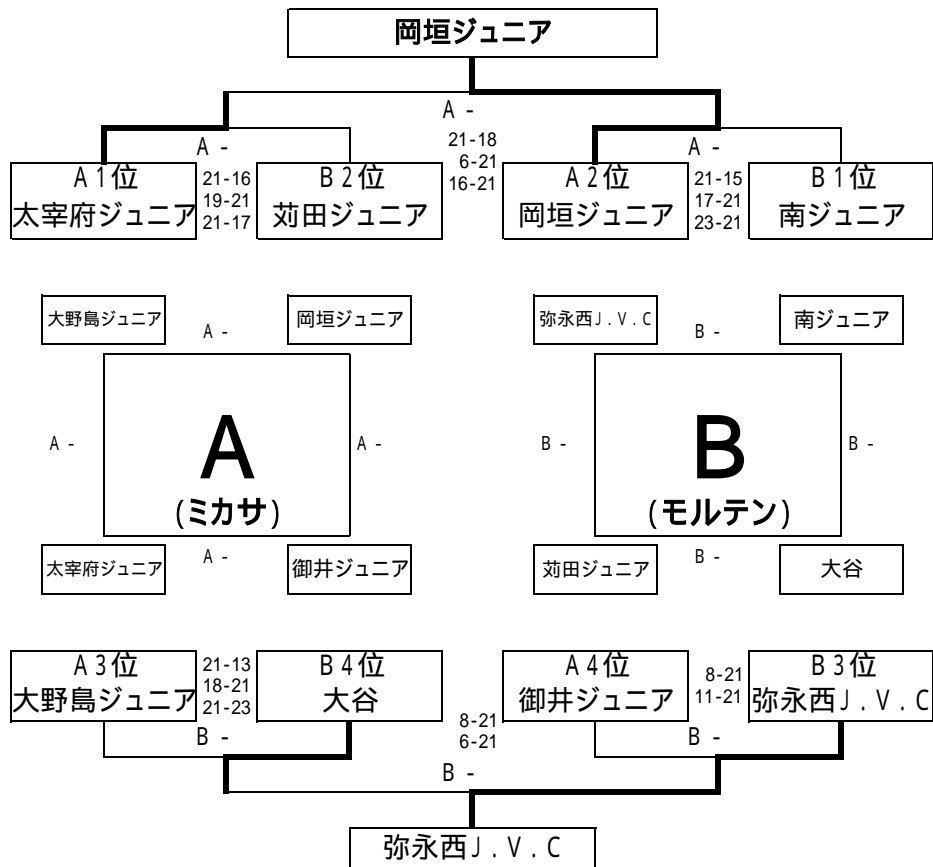 岡垣ジュニア
A -
21-18
6-21
16-21
A -
A -
A1位
太宰府ジュニア
21-16
19-21
21-17
B2位
苅田ジュニア
A2位
岡垣ジュニア
21-15
17-21
23-21
B1位
南ジュニア
大野島ジュニア
A -
岡垣ジュニア
弥永西J.V.C
B -
南ジュニア
A -
A
(ミカサ)
A -
B -
B
(モルテン)
B -
太宰府ジュニア
A -
御井ジュニア
苅田ジュニア
B -
大谷
A3位
大野島ジュニア
21-13
18-21
21-23
B4位
大谷
A4位
御井ジュニア
8-21
11-21
B3位
弥永西J.V.C
B -
8-21
6-21
B -
B -
弥永西J.V.C